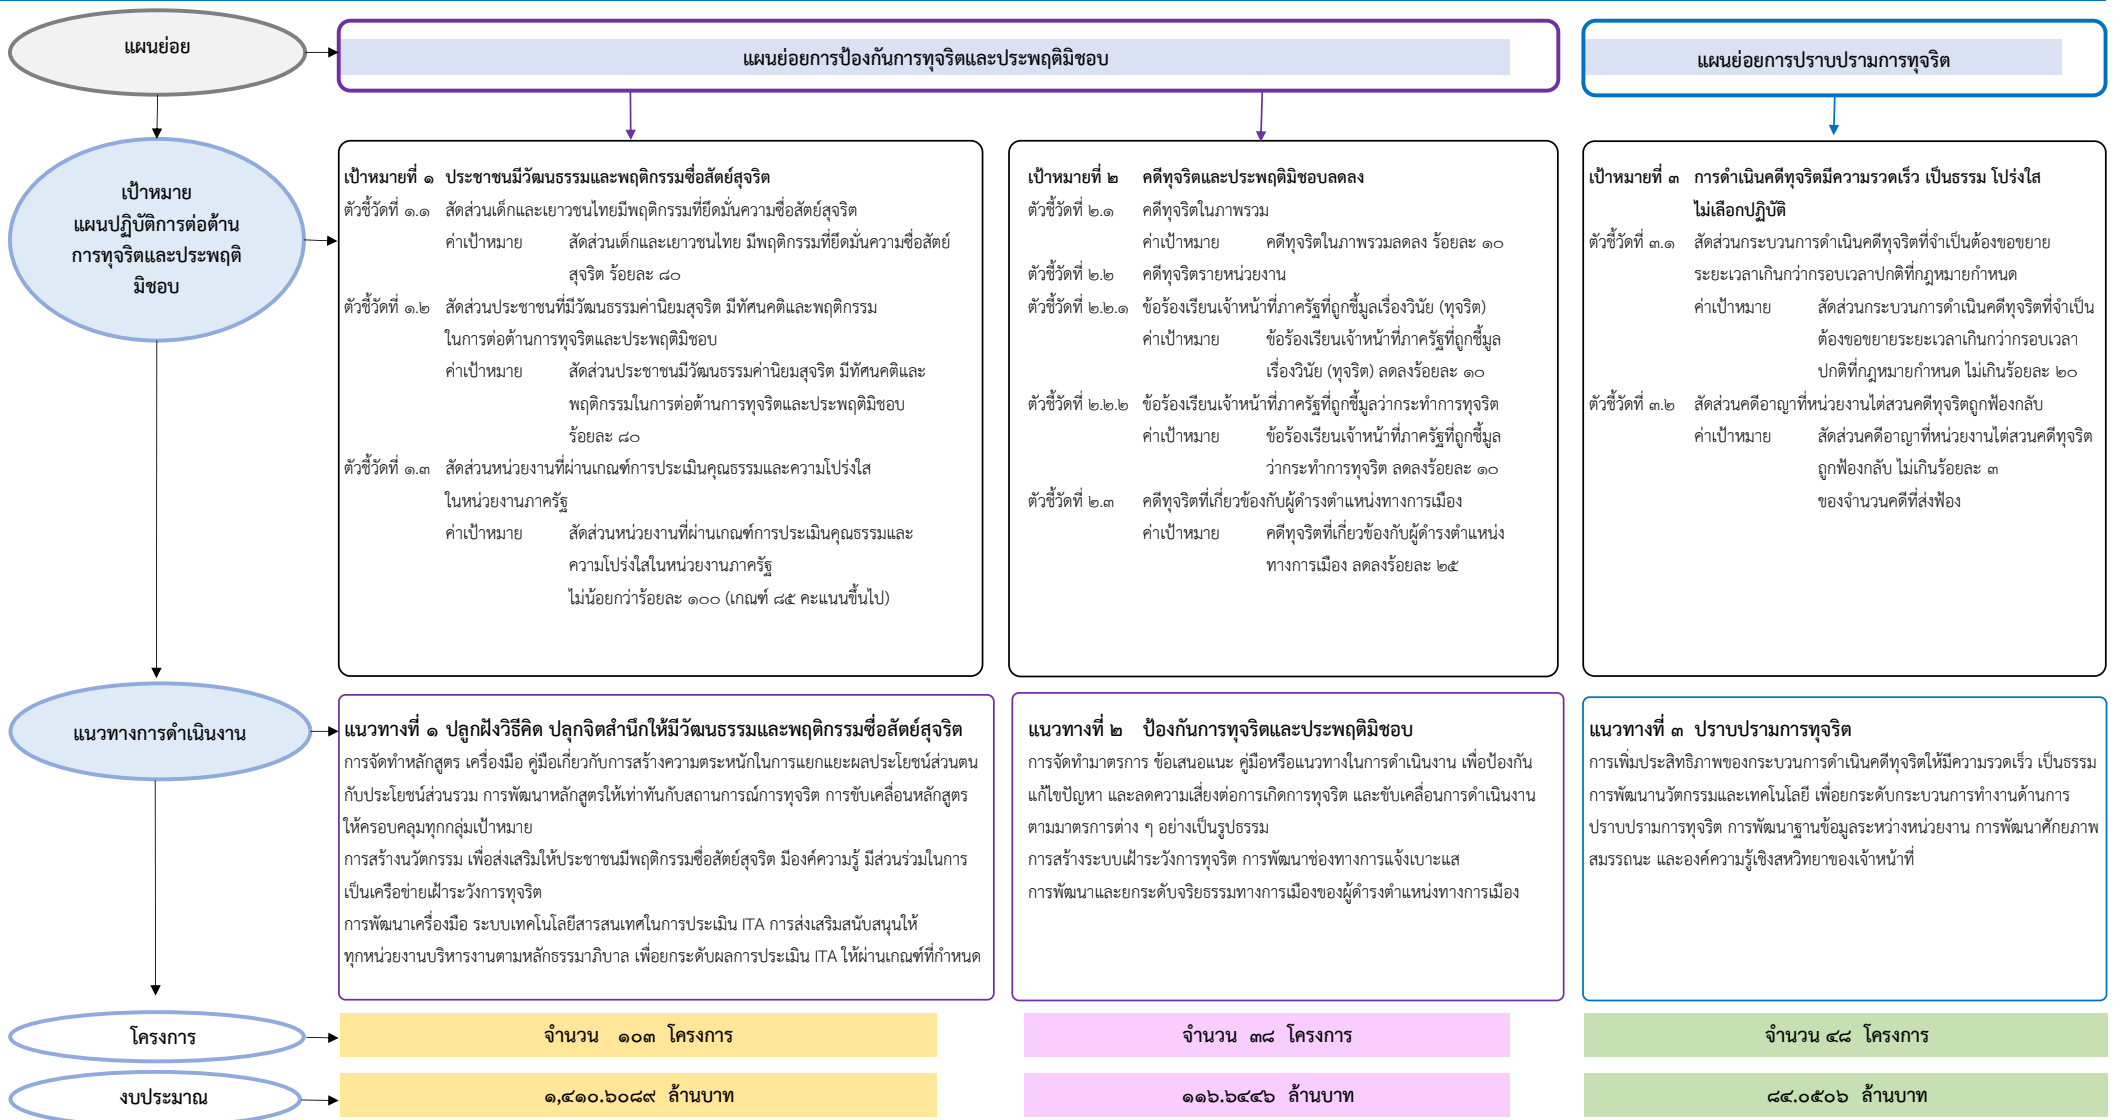 แผนย่อย
แผนย่อยการป้องกันการทุจริตและประพฤติมิชอบ
แผนย่อยการปราบปรามการทุจริต
เป้าหมาย
แผนปฏิบัติการต่อต้าน
การทุจริตและประพฤติ
มิชอบ
เป้าหมายที่ ๑ ประชาชนมีวัฒนธรรมและพฤติกรรมซื่อสัตย์สุจริต
ตัวชี้วัดที่ ๑.๑ สัดส่วนเด็กและเยาวชนไทยมีพฤติกรรมที่ยึดมั่นความซื่อสัตย์สุจริต
ค่าเป้าหมาย สัดส่วนเด็กและเยาวชนไทย มีพฤติกรรมที่ยึดมั่นความซื่อสัตย์
สุจริต ร้อยละ ๘๐
ตัวชี้วัดที่ ๑.๒ สัดส่วนประชาชนที่มีวัฒนธรรมค่านิยมสุจริต มีทัศนคติและพฤติกรรม
ในการต่อต้านการทุจริตและประพฤติมิชอบ
ค่าเป้าหมาย สัดส่วนประชาชนมีวัฒนธรรมค่านิยมสุจริต มีทัศนคติและ
พฤติกรรมในการต่อต้านการทุจริตและประพฤติมิชอบ
ร้อยละ ๘๐
ตัวชี้วัดที่ ๑.๓ สัดส่วนหน่วยงานที่ผ่านเกณฑ์การประเมินคุณธรรมและความโปร่งใส
ในหน่วยงานภาครัฐ
ค่าเป้าหมาย สัดส่วนหน่วยงานที่ผ่านเกณฑ์การประเมินคุณธรรมและ
ความโปร่งใสในหน่วยงานภาครัฐ
ไม่น้อยกว่าร้อยละ ๑๐๐ (เกณฑ์ ๘๕ คะแนนขึ้นไป)
เป้าหมายที่ ๒ คดีทุจริตและประพฤติมิชอบลดลง
ตัวชี้วัดที่ ๒.๑ คดีทุจริตในภาพรวม
ค่าเป้าหมาย คดีทุจริตในภาพรวมลดลง ร้อยละ ๑๐
ตัวชี้วัดที่ ๒.๒ คดีทุจริตรายหน่วยงาน
ตัวชี้วัดที่ ๒.๒.๑ ข้อร้องเรียนเจ้าหน้าที่ภาครัฐที่ถูกชี้มูลเรื่องวินัย (ทุจริต)
ค่าเป้าหมาย ข้อร้องเรียนเจ้าหน้าที่ภาครัฐที่ถูกชี้มูล
เรื่องวินัย (ทุจริต) ลดลงร้อยละ ๑๐
ตัวชี้วัดที่ ๒.๒.๒ ข้อร้องเรียนเจ้าหน้าที่ภาครัฐที่ถูกชี้มูลว่ากระทำการทุจริต
ค่าเป้าหมาย ข้อร้องเรียนเจ้าหน้าที่ภาครัฐที่ถูกชี้มูล
ว่ากระทำการทุจริต ลดลงร้อยละ ๑๐
ตัวชี้วัดที่ ๒.๓ คดีทุจริตที่เกี่ยวข้องกับผู้ดำรงตำแหน่งทางการเมือง
ค่าเป้าหมาย คดีทุจริตที่เกี่ยวข้องกับผู้ดำรงตำแหน่ง
ทางการเมือง ลดลงร้อยละ ๒๕
เป้าหมายที่ ๓ การดำเนินคดีทุจริตมีความรวดเร็ว เป็นธรรม โปร่งใส
ไม่เลือกปฏิบัติ
ตัวชี้วัดที่ ๓.๑ สัดส่วนกระบวนการดำเนินคดีทุจริตที่จำเป็นต้องขอขยาย
ระยะเวลาเกินกว่ากรอบเวลาปกติที่กฎหมายกำหนด
ค่าเป้าหมาย สัดส่วนกระบวนการดำเนินคดีทุจริตที่จำเป็น
ต้องขอขยายระยะเวลาเกินกว่ากรอบเวลา
ปกติที่กฎหมายกำหนด ไม่เกินร้อยละ ๒๐
ตัวชี้วัดที่ ๓.๒ สัดส่วนคดีอาญาที่หน่วยงานไต่สวนคดีทุจริตถูกฟ้องกลับ
ค่าเป้าหมาย สัดส่วนคดีอาญาที่หน่วยงานไต่สวนคดีทุจริต
ถูกฟ้องกลับ ไม่เกินร้อยละ ๓
ของจำนวนคดีที่ส่งฟ้อง
แนวทางการดำเนินงาน
แนวทางที่ ๑ ปลูกฝังวิธีคิด ปลุกจิตสำนึกให้มีวัฒนธรรมและพฤติกรรมซื่อสัตย์สุจริต
การจัดทำหลักสูตร เครื่องมือ คู่มือเกี่ยวกับการสร้างความตระหนักในการแยกแยะผลประโยชน์ส่วนตน
กับประโยชน์ส่วนรวม การพัฒนาหลักสูตรให้เท่าทันกับสถานการณ์การทุจริต การขับเคลื่อนหลักสูตร
ให้ครอบคลุมทุกกลุ่มเป้าหมาย
การสร้างนวัตกรรม เพื่อส่งเสริมให้ประชาชนมีพฤติกรรมซื่อสัตย์สุจริต มีองค์ความรู้ มีส่วนร่วมในการ
เป็นเครือข่ายเฝ้าระวังการทุจริต
การพัฒนาเครื่องมือ ระบบเทคโนโลยีสารสนเทศในการประเมิน ITA การส่งเสริมสนับสนุนให้
ทุกหน่วยงานบริหารงานตามหลักธรรมาภิบาล เพื่อยกระดับผลการประเมิน ITA ให้ผ่านเกณฑ์ที่กำหนด
แนวทางที่ ๒ ป้องกันการทุจริตและประพฤติมิชอบ
การจัดทำมาตรการ ข้อเสนอแนะ คู่มือหรือแนวทางในการดำเนินงาน เพื่อป้องกัน
แก้ไขปัญหา และลดความเสี่ยงต่อการเกิดการทุจริต และขับเคลื่อนการดำเนินงาน
ตามมาตรการต่าง ๆ อย่างเป็นรูปธรรม
การสร้างระบบเฝ้าระวังการทุจริต การพัฒนาช่องทางการแจ้งเบาะแส
การพัฒนาและยกระดับจริยธรรมทางการเมืองของผู้ดำรงตำแหน่งทางการเมือง
แนวทางที่ ๓ ปราบปรามการทุจริต
การเพิ่มประสิทธิภาพของกระบวนการดำเนินคดีทุจริตให้มีความรวดเร็ว เป็นธรรม
การพัฒนานวัตกรรมและเทคโนโลยี เพื่อยกระดับกระบวนการทำงานด้านการ
ปราบปรามการทุจริต การพัฒนาฐานข้อมูลระหว่างหน่วยงาน การพัฒนาศักยภาพ
สมรรถนะ และองค์ความรู้เชิงสหวิทยาของเจ้าหน้าที่
โครงการ
จำนวน ๑๐๓ โครงการ
จำนวน ๓๘ โครงการ
จำนวน ๔๘ โครงการ
งบประมาณ
๑,๔๑๐.๖๐๘๙ ล้านบาท
๑๑๖.๖๔๔๖ ล้านบาท
๘๔.๐๕๐๖ ล้านบาท